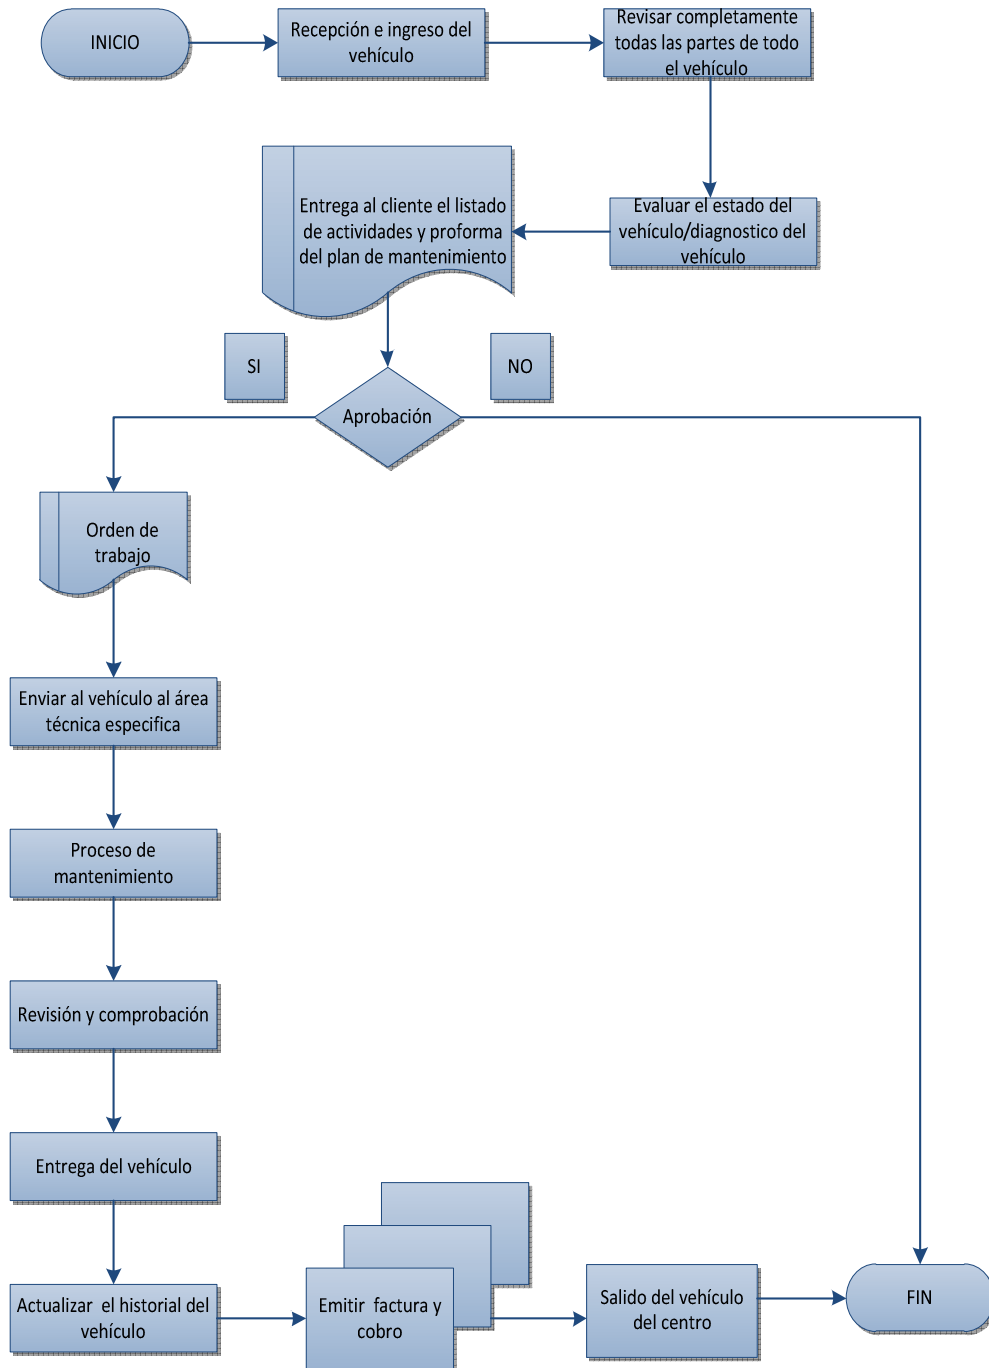 INICIO
Recepción e ingreso del
vehículo
Revisar completamente
todas las partes de todo
el vehículo
Entrega al cliente el listado
de actividades y proforma
del plan de mantenimiento
Evaluar el estado del
vehículo/diagnostico del
vehículo
SI
NO
Aprobación
Orden de
trabajo
Enviar al vehículo al área
técnica especifica
Proceso de
mantenimiento
Revisión y comprobación
Entrega del vehículo
Actualizar el historial del
vehículo
Emitir factura y
cobro
Salido del vehículo
del centro
FIN